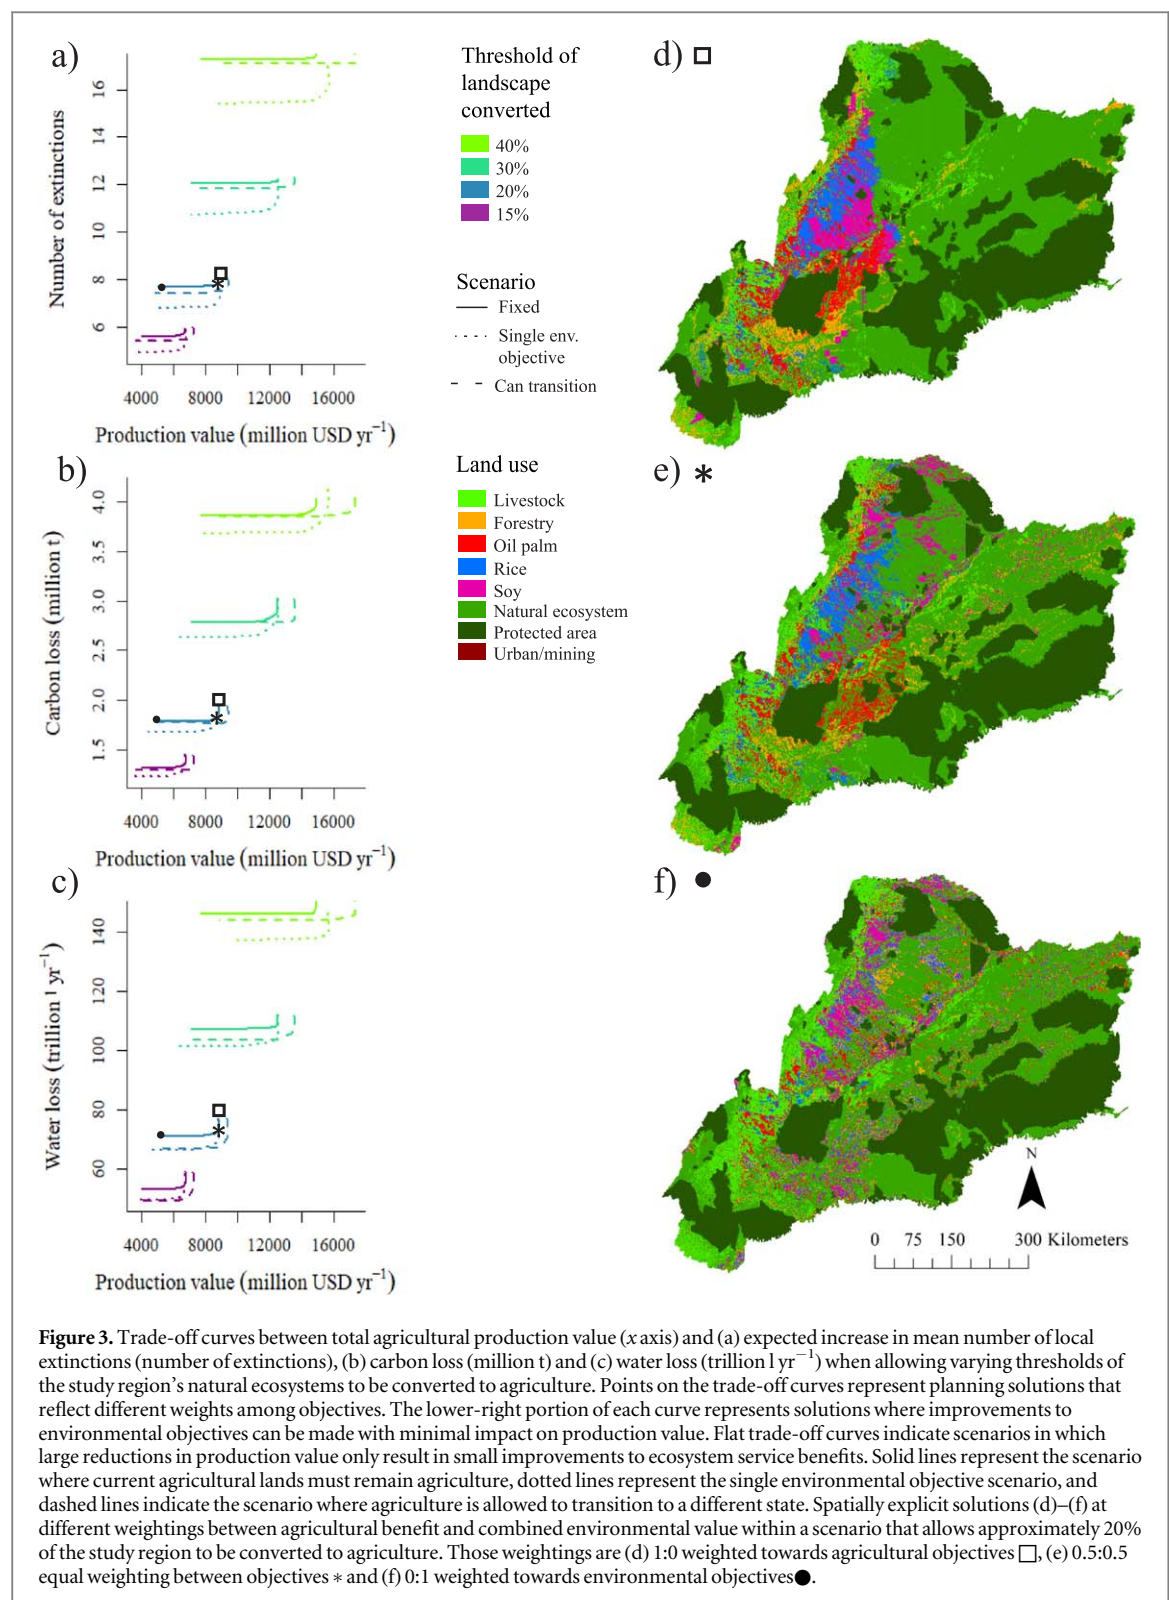 a)
Number of extinctions
16
14
12
10
8
6
4000 8000 12000 16000
Production value (million USD yr⁻¹)
Threshold of
landscape
converted
40%
30%
20%
15%
Scenario
Fixed
Single env.
objective
Can transition
b)
Carbon loss (million t)
4.0
3.5
3.0
2.5
2.0
1.5
4000 8000 12000 16000
Production value (million USD yr⁻¹)
Land use
Livestock
Forestry
Oil palm
Rice
Soy
Natural ecosystem
Protected area
Urban/mining
c)
Water loss (trillion l yr⁻¹)
140
120
100
80
60
4000 8000 12000 16000
Production value (million USD yr⁻¹)
d) □
e) *
f) ●
N
0 75 150 300 Kilometers
Figure 3. Trade-off curves between total agricultural production value (x axis) and (a) expected increase in mean number of local
extinctions (number of extinctions), (b) carbon loss (million t) and (c) water loss (trillion l yr⁻¹) when allowing varying thresholds of
the study region's natural ecosystems to be converted to agriculture. Points on the trade-off curves represent planning solutions that
reflect different weights among objectives. The lower-right portion of each curve represents solutions where improvements to
environmental objectives can be made with minimal impact on production value. Flat trade-off curves indicate scenarios in which
large reductions in production value only result in small improvements to ecosystem service benefits. Solid lines represent the scenario
where current agricultural lands must remain agriculture, dotted lines represent the single environmental objective scenario, and
dashed lines indicate the scenario where agriculture is allowed to transition to a different state. Spatially explicit solutions (d)–(f) at
different weightings between agricultural benefit and combined environmental value within a scenario that allows approximately 20%
of the study region to be converted to agriculture. Those weightings are (d) 1:0 weighted towards agricultural objectives □, (e) 0.5:0.5
equal weighting between objectives * and (f) 0:1 weighted towards environmental objectives●.